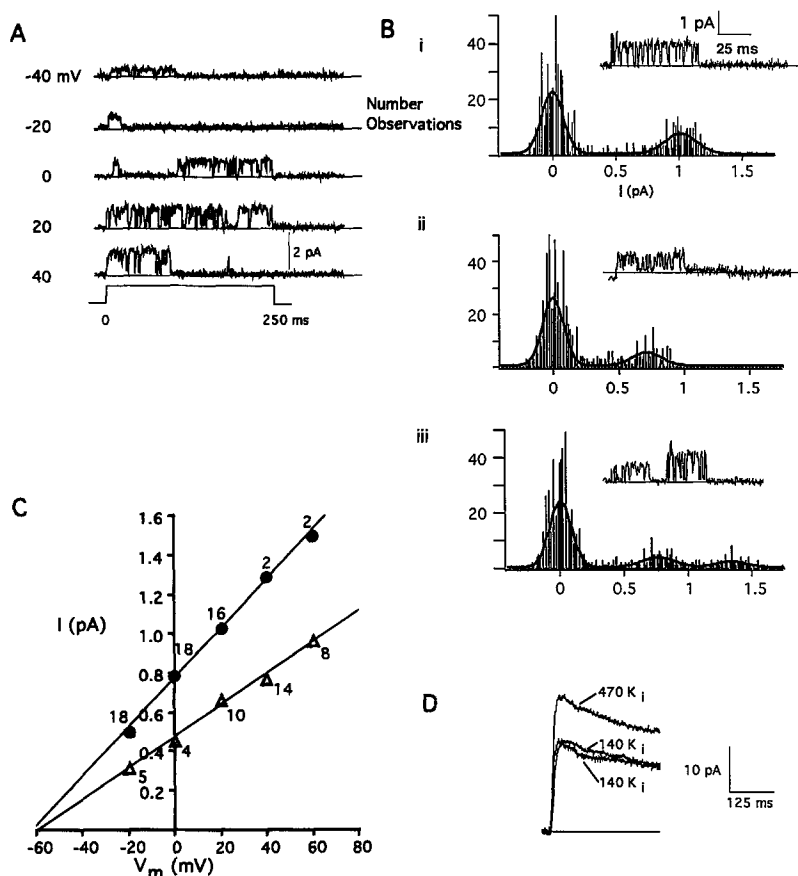 A
-40 mV
-20
0
20
40
2 pA
0 250 ms
B
i
Number
Observations
40
20
1 pA
25 ms
0 0.5 1 1.5
I (pA)
ii
40
20
0 0.5 1 1.5
iii
40
20
0 0.5 1 1.5
C
I (pA)
1.6
1.4
1.2
1.0
0.8
0.6
0.4
0.2
2
2
16
18
18
8
14
10
4
5
-60 -40 -20 0 20 40 60 80
Vm (mV)
D
470 K i
140 K i
140 K i
10 pA
125 ms